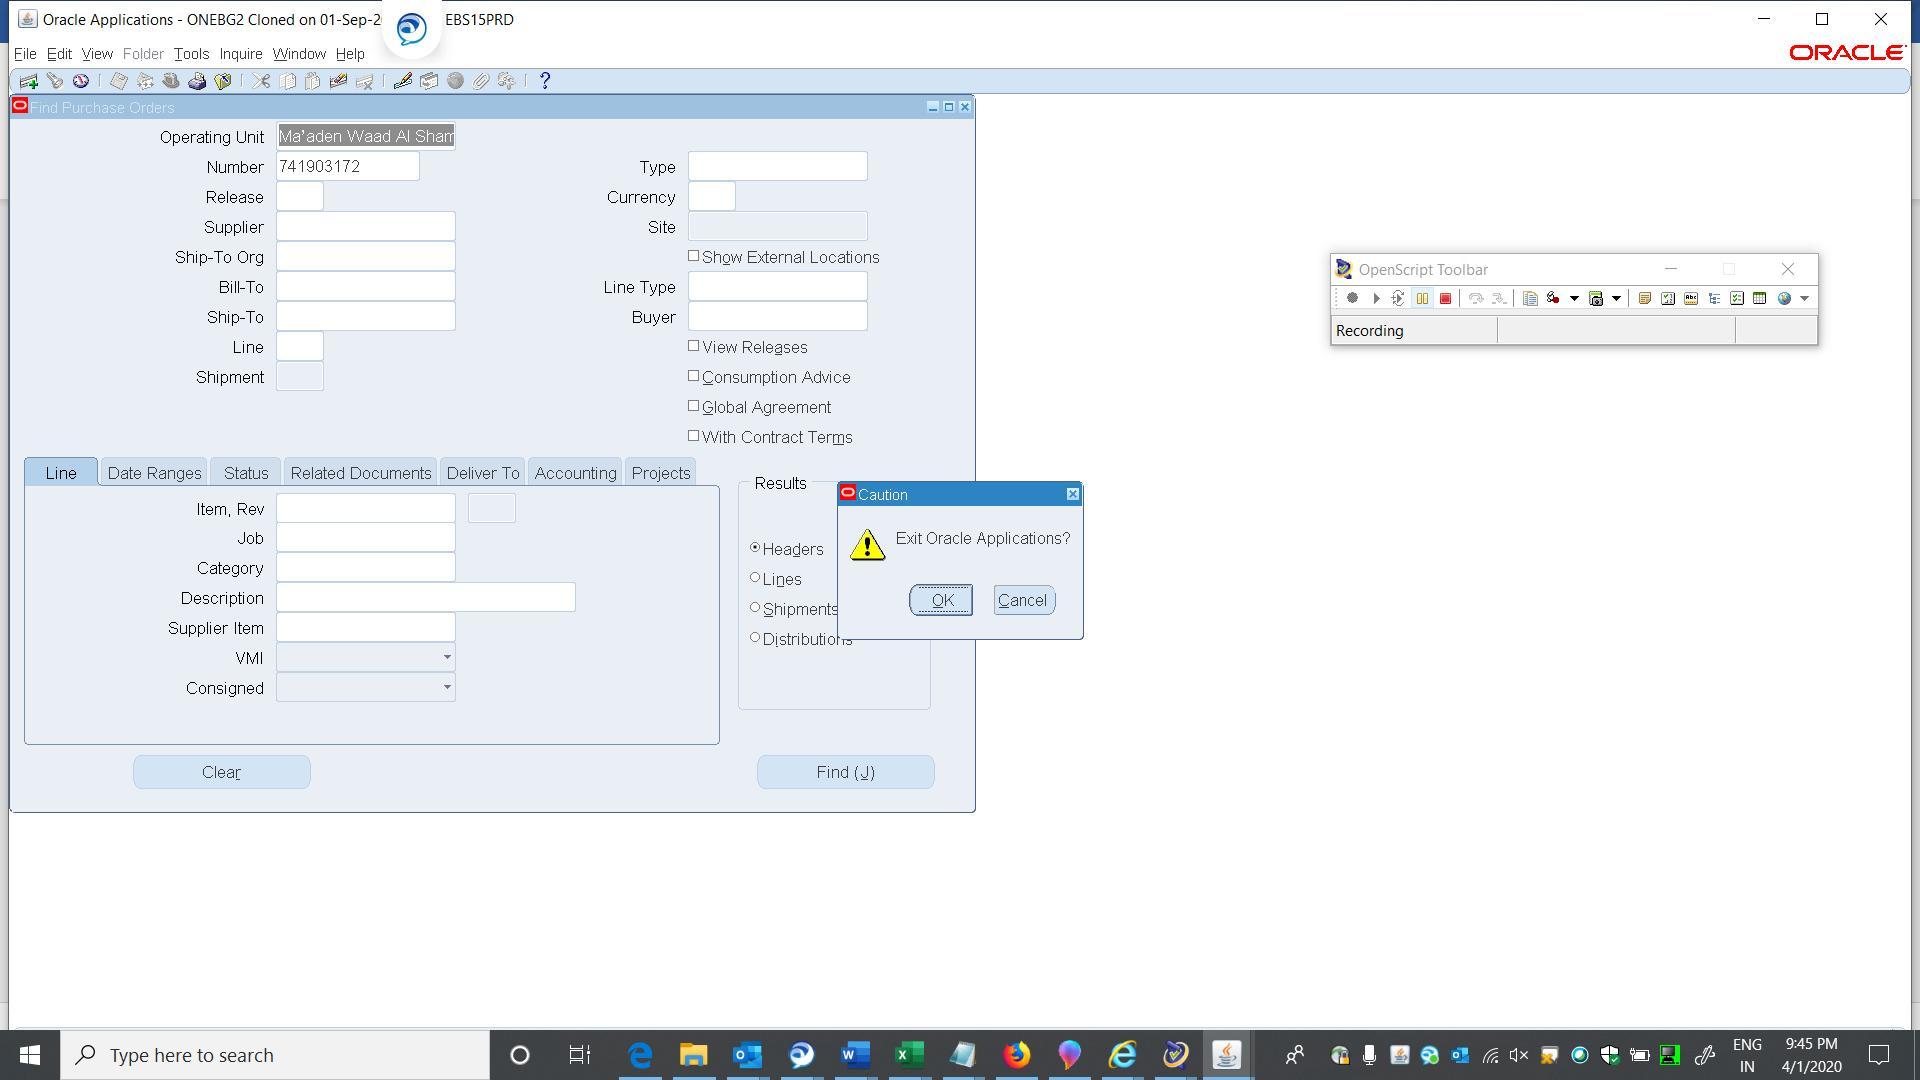 Oracle Applications - ONEBG2 Cloned on 01-Sep-2 EBS15PRD
File Edit View Folder Tools Inquire Window Help
ORACLE
Find Purchase Orders
Operating Unit Ma'aden Waad Al Sham
Number 741903172 Type
Release Currency
Supplier Site
Ship-To Org Show External Locations
Bill-To Line Type
Ship-To Buyer
Line View Releases
Shipment Consumption Advice
Global Agreement
With Contract Terms
Line Date Ranges Status Related Documents Deliver To Accounting Projects
Item, Rev
Job
Category
Description
Supplier Item
VMI
Consigned
Results
Headers
Lines
Shipments
Distributions
Clear Find (J)
Caution
Exit Oracle Applications?
OK Cancel
OpenScript Toolbar
Abc
Recording
Type here to search
ENG
IN
9:45 PM
4/1/2020